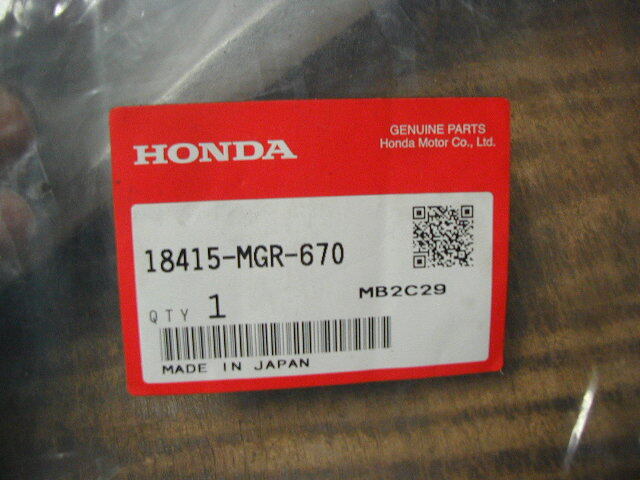 HONDA
GENUINE PARTS
Honda Motor Co., Ltd.
18415-MGR-670
MB2C29
QTY 1
MADE IN JAPAN